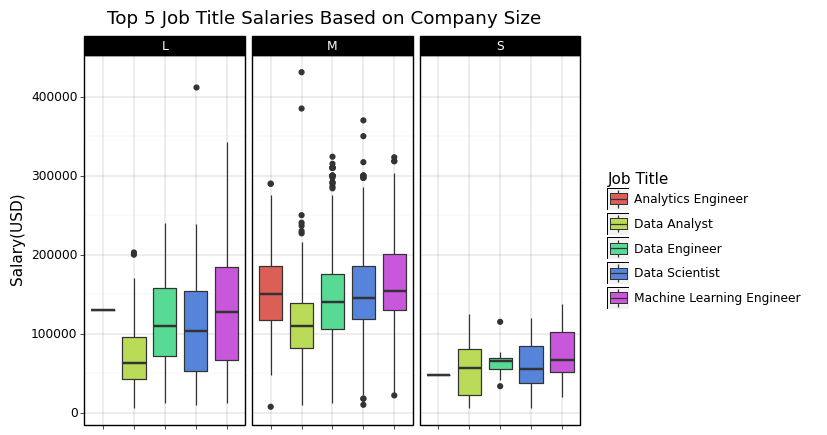 Top 5 Job Title Salaries Based on Company Size
L
M
S
Salary(USD)
400000
300000
200000
100000
0
Job Title
Analytics Engineer
Data Analyst
Data Engineer
Data Scientist
Machine Learning Engineer